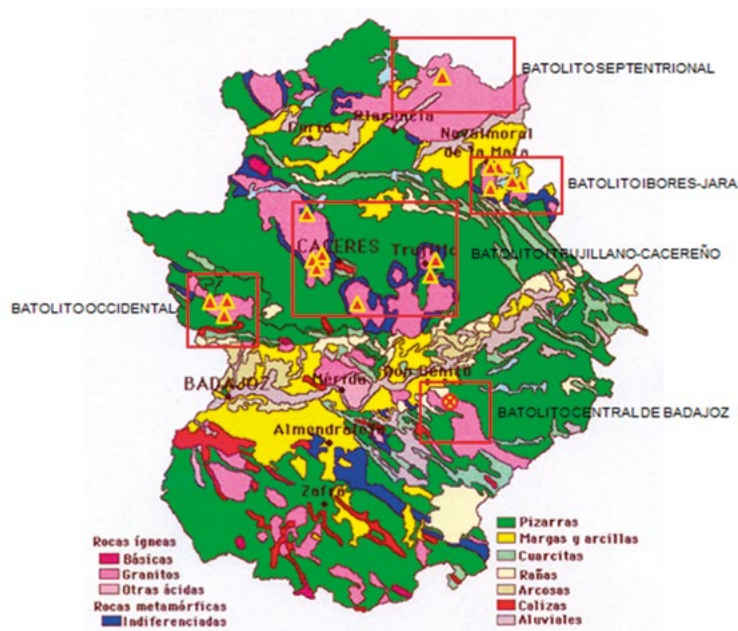 BATOLITO SEPTENTRIONAL
Plasencia
Coria
Navalmoral
de la Mata
BATOLITO IBORES-JARA
CACERES
Trujillo
BATOLITO TRUJILLANO-CACEREÑO
BATOLITO OCCIDENTAL
Don Benito
BADAJOZ
Mérida
BATOLITO CENTRAL DE BADAJOZ
Almendralejo
Zafra
Rocas ígneas
Básicas
Granitos
Otras ácidas
Rocas metamórficas
Indiferenciadas
Pizarras
Margas y arcillas
Cuarcitas
Rañas
Arcosas
Calizas
Aluviales